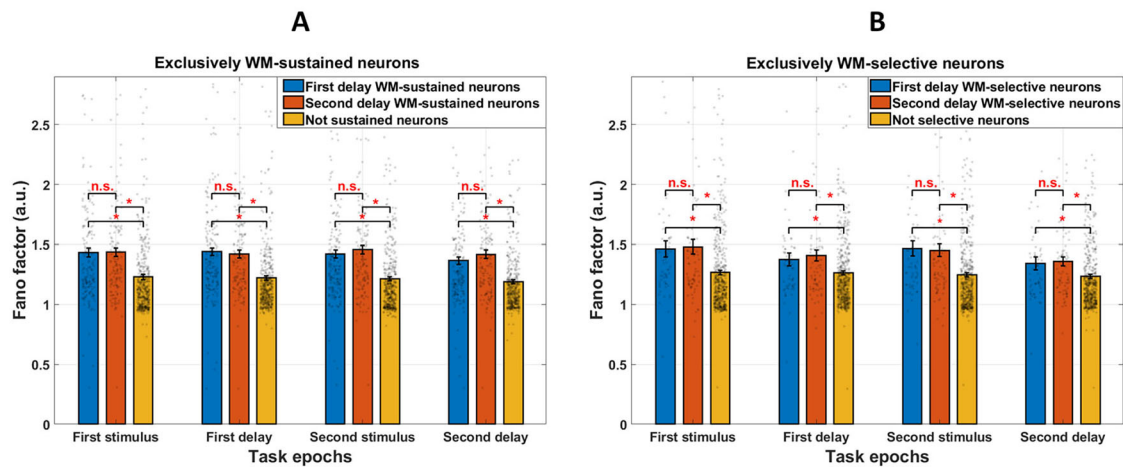 A
Exclusively WM-sustained neurons
First delay WM-sustained neurons
Second delay WM-sustained neurons
Not sustained neurons
Fano factor (a.u.)
2.5
2
1.5
1
0.5
0
n.s.
*
*
n.s.
*
*
n.s.
*
*
n.s.
*
*
First stimulus
First delay
Second stimulus
Second delay
Task epochs
B
Exclusively WM-selective neurons
First delay WM-selective neurons
Second delay WM-selective neurons
Not selective neurons
Fano factor (a.u.)
2.5
2
1.5
1
0.5
0
n.s.
*
*
n.s.
*
*
n.s.
*
*
n.s.
*
*
First stimulus
First delay
Second stimulus
Second delay
Task epochs